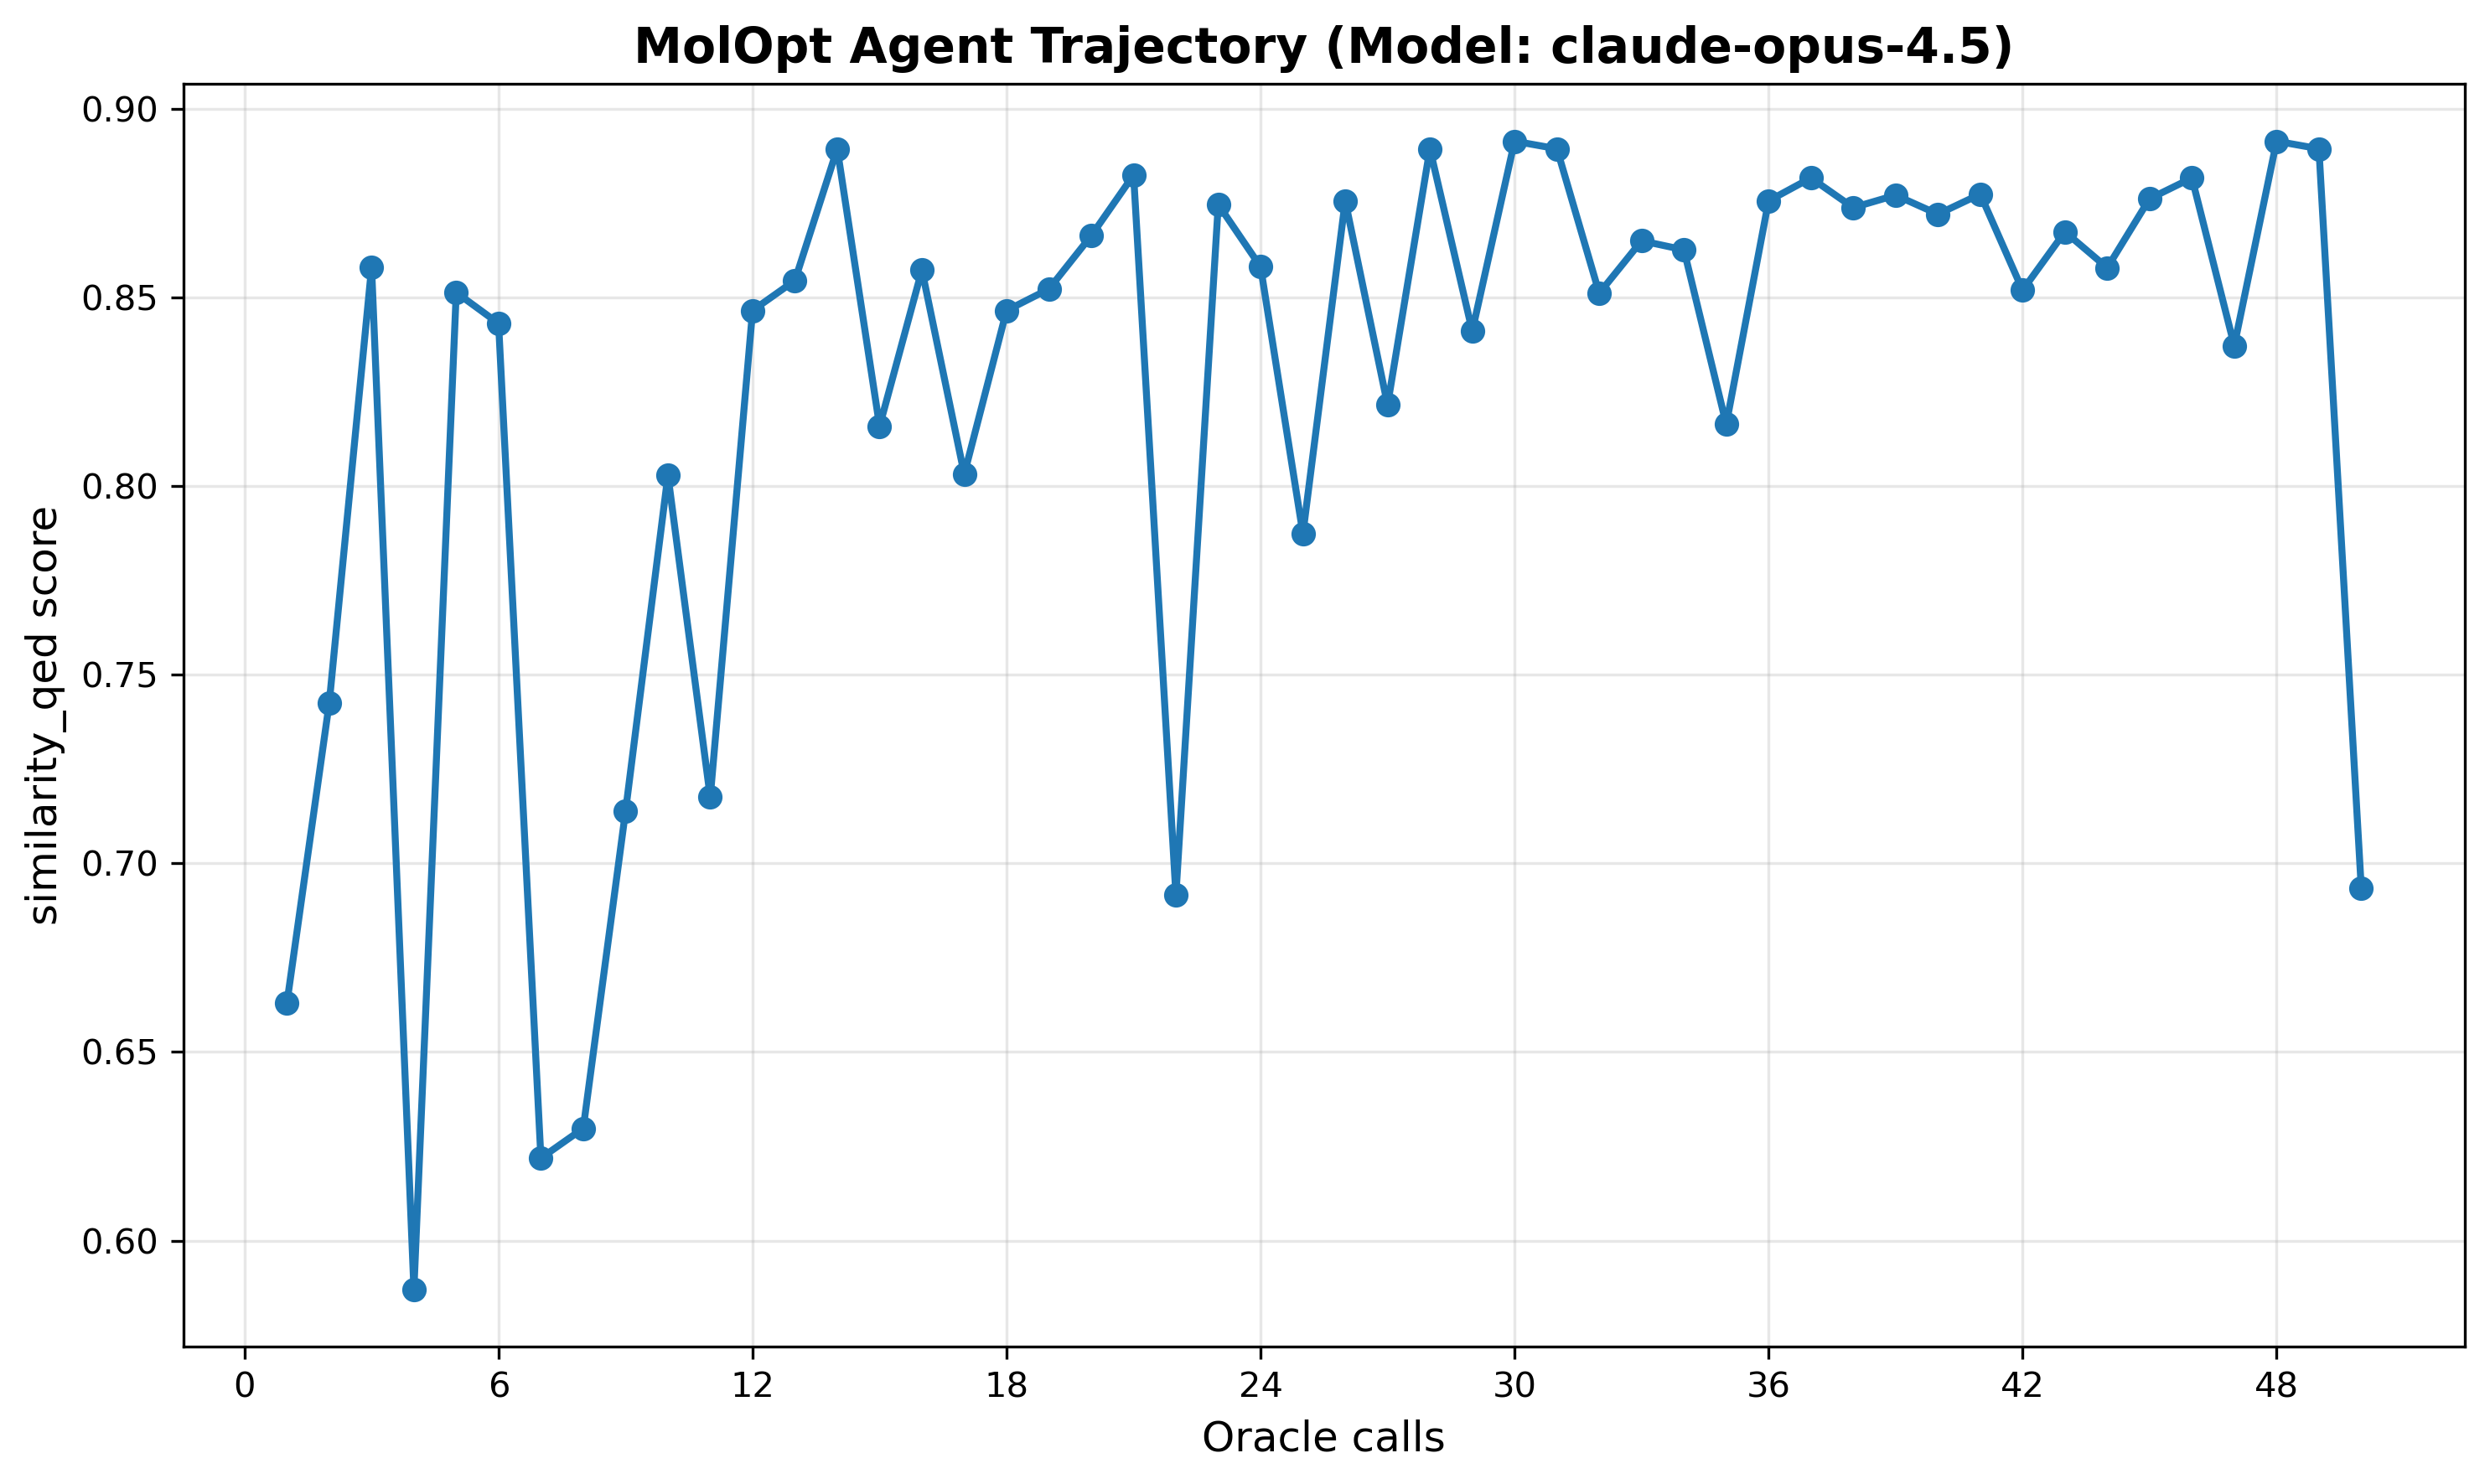 MolOpt Agent Trajectory (Model: claude-opus-4.5)
similarity_qed score
0.90
0.85
0.80
0.75
0.70
0.65
0.60
0 6 12 18 24 30 36 42 48
Oracle calls